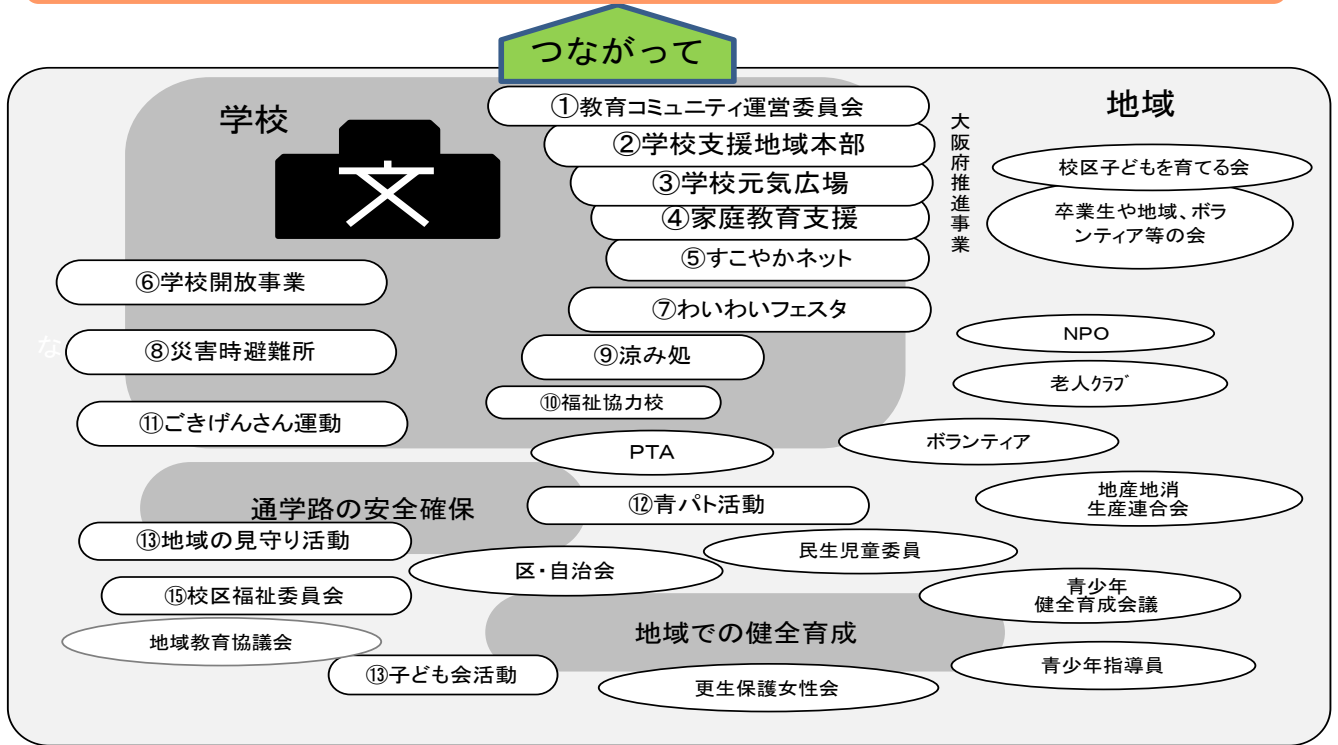 つながって
学校
文
地域
①教育コミュニティ運営委員会
②学校支援地域本部
③学校元気広場
④家庭教育支援
⑤すこやかネット
大阪府推進事業
校区子どもを育てる会
卒業生や地域、ボラ
ンティア等の会
⑥学校開放事業
⑦わいわいフェスタ
な
⑧災害時避難所
⑨涼み処
NPO
老人ｸﾗﾌﾞ
⑩福祉協力校
⑪ごきげんさん運動
PTA
ボランティア
通学路の安全確保
⑫青パト活動
地産地消
生産連合会
⑬地域の見守り活動
民生児童委員
区・自治会
⑮校区福祉委員会
青少年
健全育成会議
地域教育協議会
地域での健全育成
⑬子ども会活動
更生保護女性会
青少年指導員